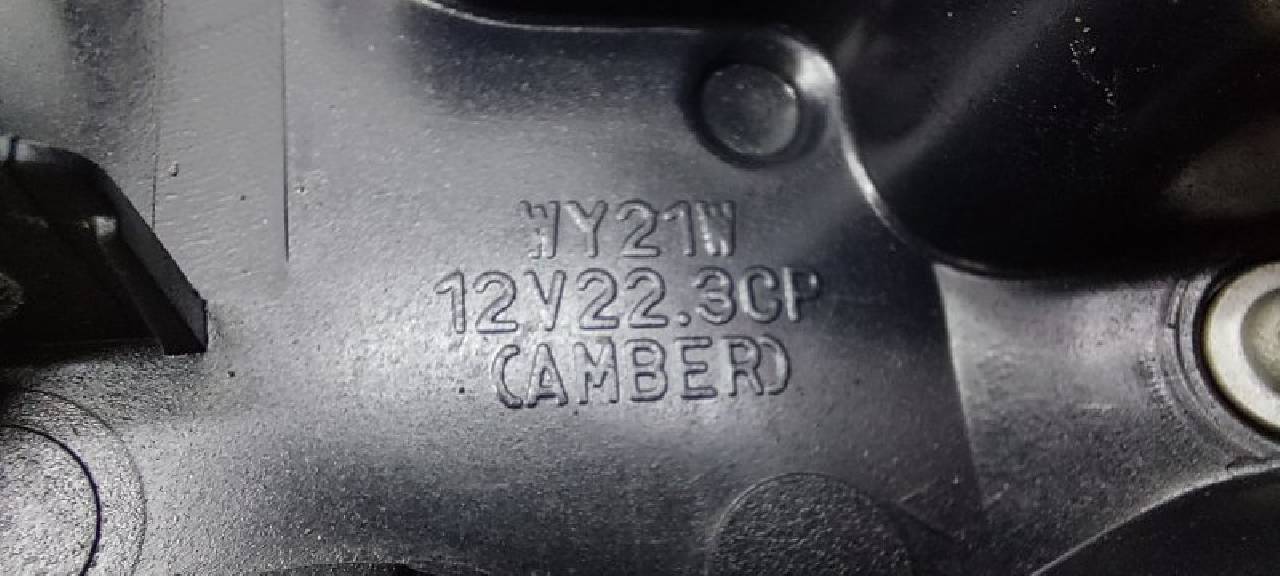 WY21W
12V22.3CP
(AMBER)